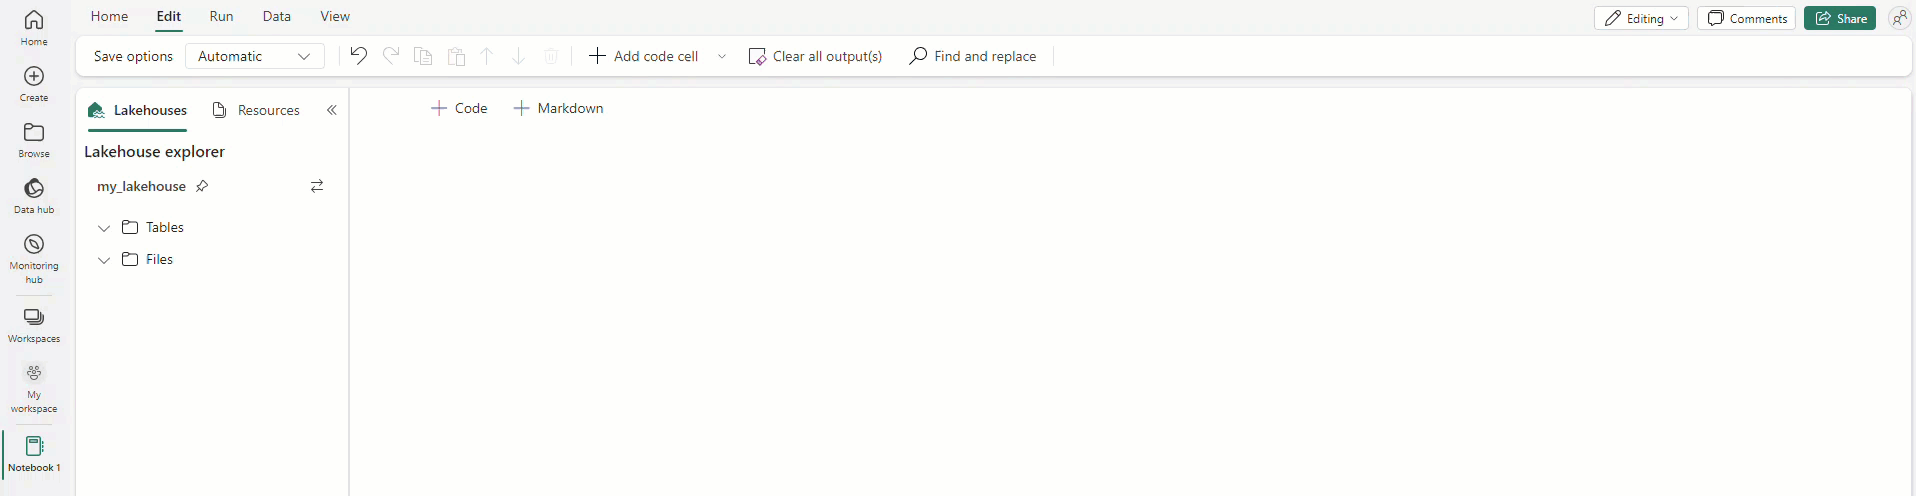 Home Edit Run Data View
Editing Comments Share
Save options Automatic Add code cell Clear all output(s) Find and replace
Home
Create
Browse
Data hub
Monitoring
hub
Workspaces
My
workspace
Notebook 1
Lakehouses Resources
Lakehouse explorer
my_lakehouse
Tables
Files
Code Markdown